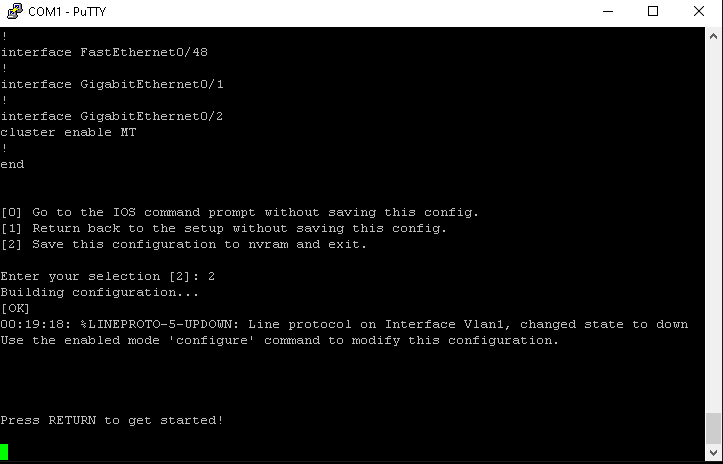 COM1 - PuTTY
!
interface FastEthernet0/48
!
interface GigabitEthernet0/1
!
interface GigabitEthernet0/2
cluster enable MT
!
end
[0] Go to the IOS command prompt without saving this config.
[1] Return back to the setup without saving this config.
[2] Save this configuration to nvram and exit.
Enter your selection [2]: 2
Building configuration...
[OK]
00:19:18: %LINEPROTO-5-UPDOWN: Line protocol on Interface Vlan1, changed state to down
Use the enabled mode 'configure' command to modify this configuration.
Press RETURN to get started!